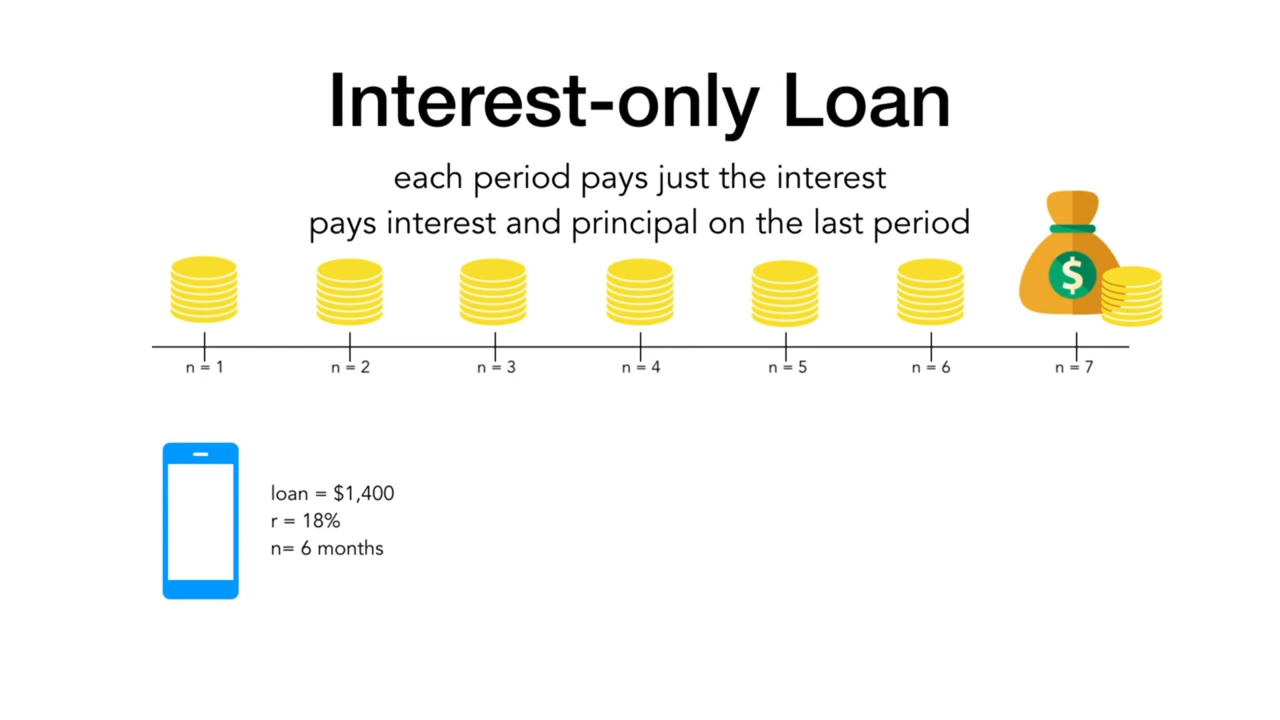 Interest-only Loan
each period pays just the interest
pays interest and principal on the last period
$
n = 1
n = 2
n = 3
n = 4
n = 5
n = 6
n = 7
loan = $1,400
r = 18%
n= 6 months